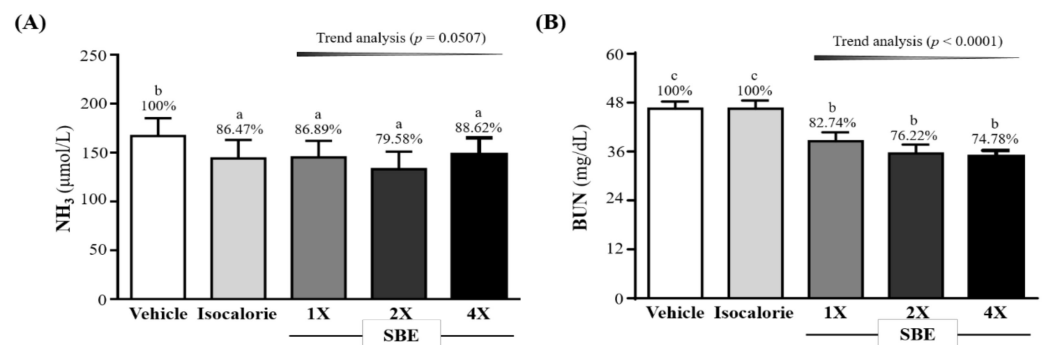 (A)
Trend analysis (p = 0.0507)
NH3 (μmol/L)
250
200
150
100
50
0
b
100%
a
86.47%
a
86.89%
a
79.58%
a
88.62%
Vehicle Isocalorie 1X 2X 4X
SBE
(B)
Trend analysis (p < 0.0001)
BUN (mg/dL)
60
48
36
24
12
0
c
100%
c
100%
b
82.74%
b
76.22%
b
74.78%
Vehicle Isocalorie 1X 2X 4X
SBE